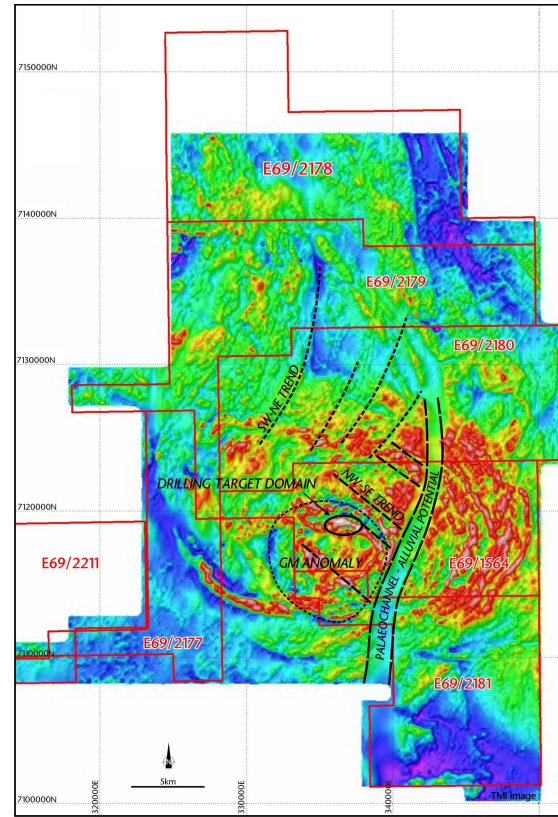 7150000N
E69/2178
7140000N
E69/2179
E69/2180
7130000N
SW-NE TREND
DRILLING TARGET DOMAIN
NW-SE TREND
7120000N
PALAEOCHANNEL - ALLUVIAL POTENTIAL
E69/2211
GM ANOMALY
E69/1564
E69/2177
7110000N
E69/2181
N
5km
320000E
330000E
340000E
7100000N
TMI image